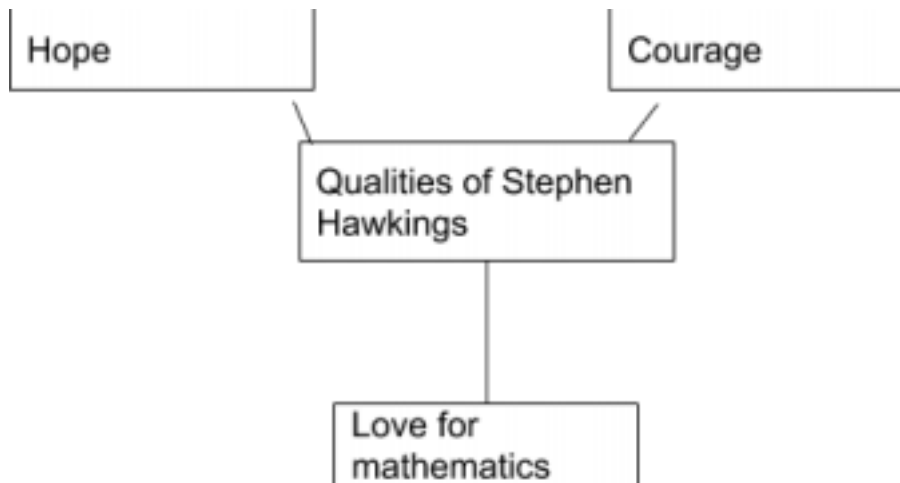 Hope
Courage
Qualities of Stephen
Hawkings
Love for
mathematics